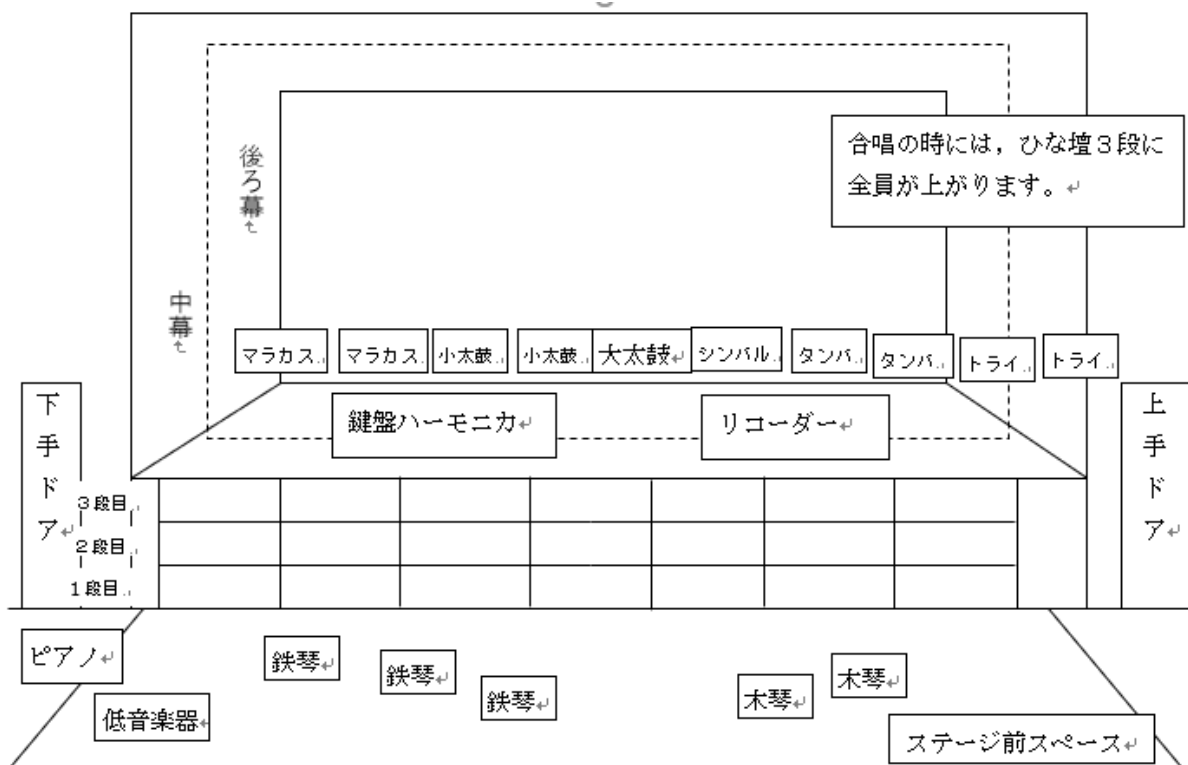 合唱の時には，ひな壇３段に
全員が上がります。
後ろ幕
中幕
マラカス
マラカス
小太鼓
小太鼓
大太鼓
シンバル
タンバ
タンバ
トライ
トライ
鍵盤ハーモニカ
リコーダー
下手ドア
上手ドア
３段目
２段目
１段目
ピアノ
低音楽器
鉄琴
鉄琴
鉄琴
木琴
木琴
ステージ前スペース